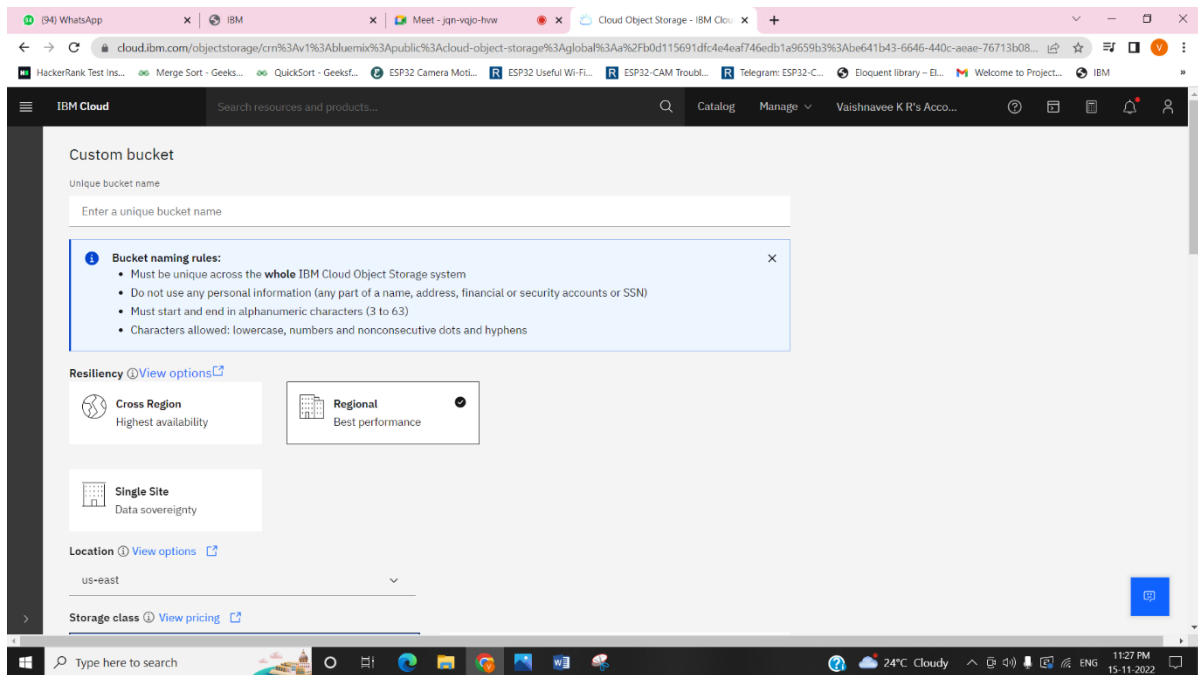 (94) WhatsApp
IBM
Meet - jqn-vqjo-hvw
Cloud Object Storage - IBM Clou
cloud.ibm.com/objectstorage/crn%3Av1%3Abluemix%3Apublic%3Acloud-object-storage%3Aglobal%3Aa%2Fb0d115691dfc4e4eaf746edb1a9659b3%3Abe641b43-6646-440c-aeae-76713b08...
V
HackerRank Test Ins...
Merge Sort - Geeks...
QuickSort - Geeksf...
ESP32 Camera Moti...
R ESP32 Useful Wi-Fi...
R ESP32-CAM Troubl...
R Telegram: ESP32-C...
Eloquent library – El...
Welcome to Project...
IBM
»
IBM Cloud
Search resources and products...
Catalog
Manage
Vaishnavee K R's Acco...
Custom bucket
Unique bucket name
Enter a unique bucket name
Bucket naming rules:
• Must be unique across the whole IBM Cloud Object Storage system
• Do not use any personal information (any part of a name, address, financial or security accounts or SSN)
• Must start and end in alphanumeric characters (3 to 63)
• Characters allowed: lowercase, numbers and nonconsecutive dots and hyphens
Resiliency View options
Cross Region
Highest availability
Regional
Best performance
Single Site
Data sovereignty
Location View options
us-east
Storage class View pricing
Type here to search
24°C Cloudy
ENG
11:27 PM
15-11-2022